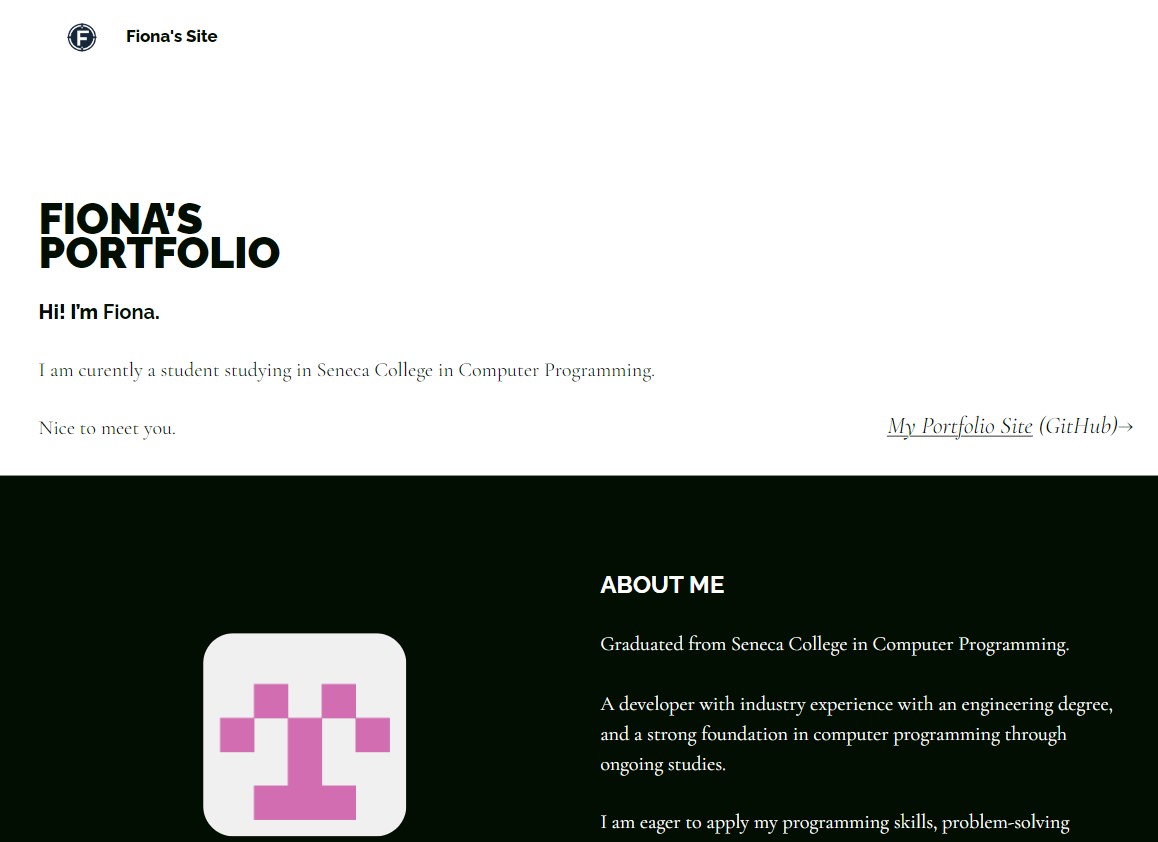 F
Fiona's Site
FIONA’S
PORTFOLIO
Hi! I’m Fiona.
I am curently a student studying in Seneca College in Computer Programming.
Nice to meet you.
My Portfolio Site (GitHub)→
ABOUT ME
Graduated from Seneca College in Computer Programming.
A developer with industry experience with an engineering degree,
and a strong foundation in computer programming through
ongoing studies.
I am eager to apply my programming skills, problem-solving